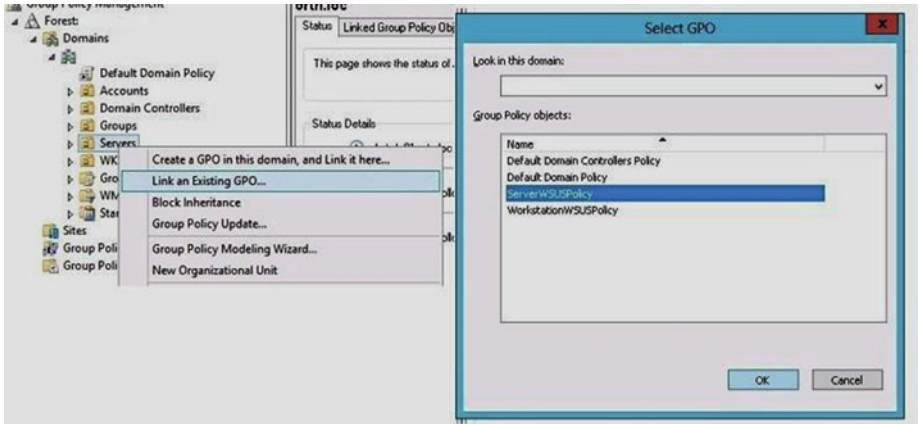 Group Policy Management
Forest:
Domains
Default Domain Policy
Accounts
Domain Controllers
Groups
Servers
WK
Gro
WM
Star
Sites
Group Poli
Group Poli
Create a GPO in this domain, and Link it here...
Link an Existing GPO...
Block Inheritance
Group Policy Update...
Group Policy Modeling Wizard...
New Organizational Unit
Status
Linked Group Policy Obj
This page shows the status of
Status Details
Select GPO
x
Look in this domain:
Group Policy objects:
Name
Default Domain Controllers Policy
Default Domain Policy
ServerWSUSPolicy
WorkstationWSUSPolicy
OK
Cancel